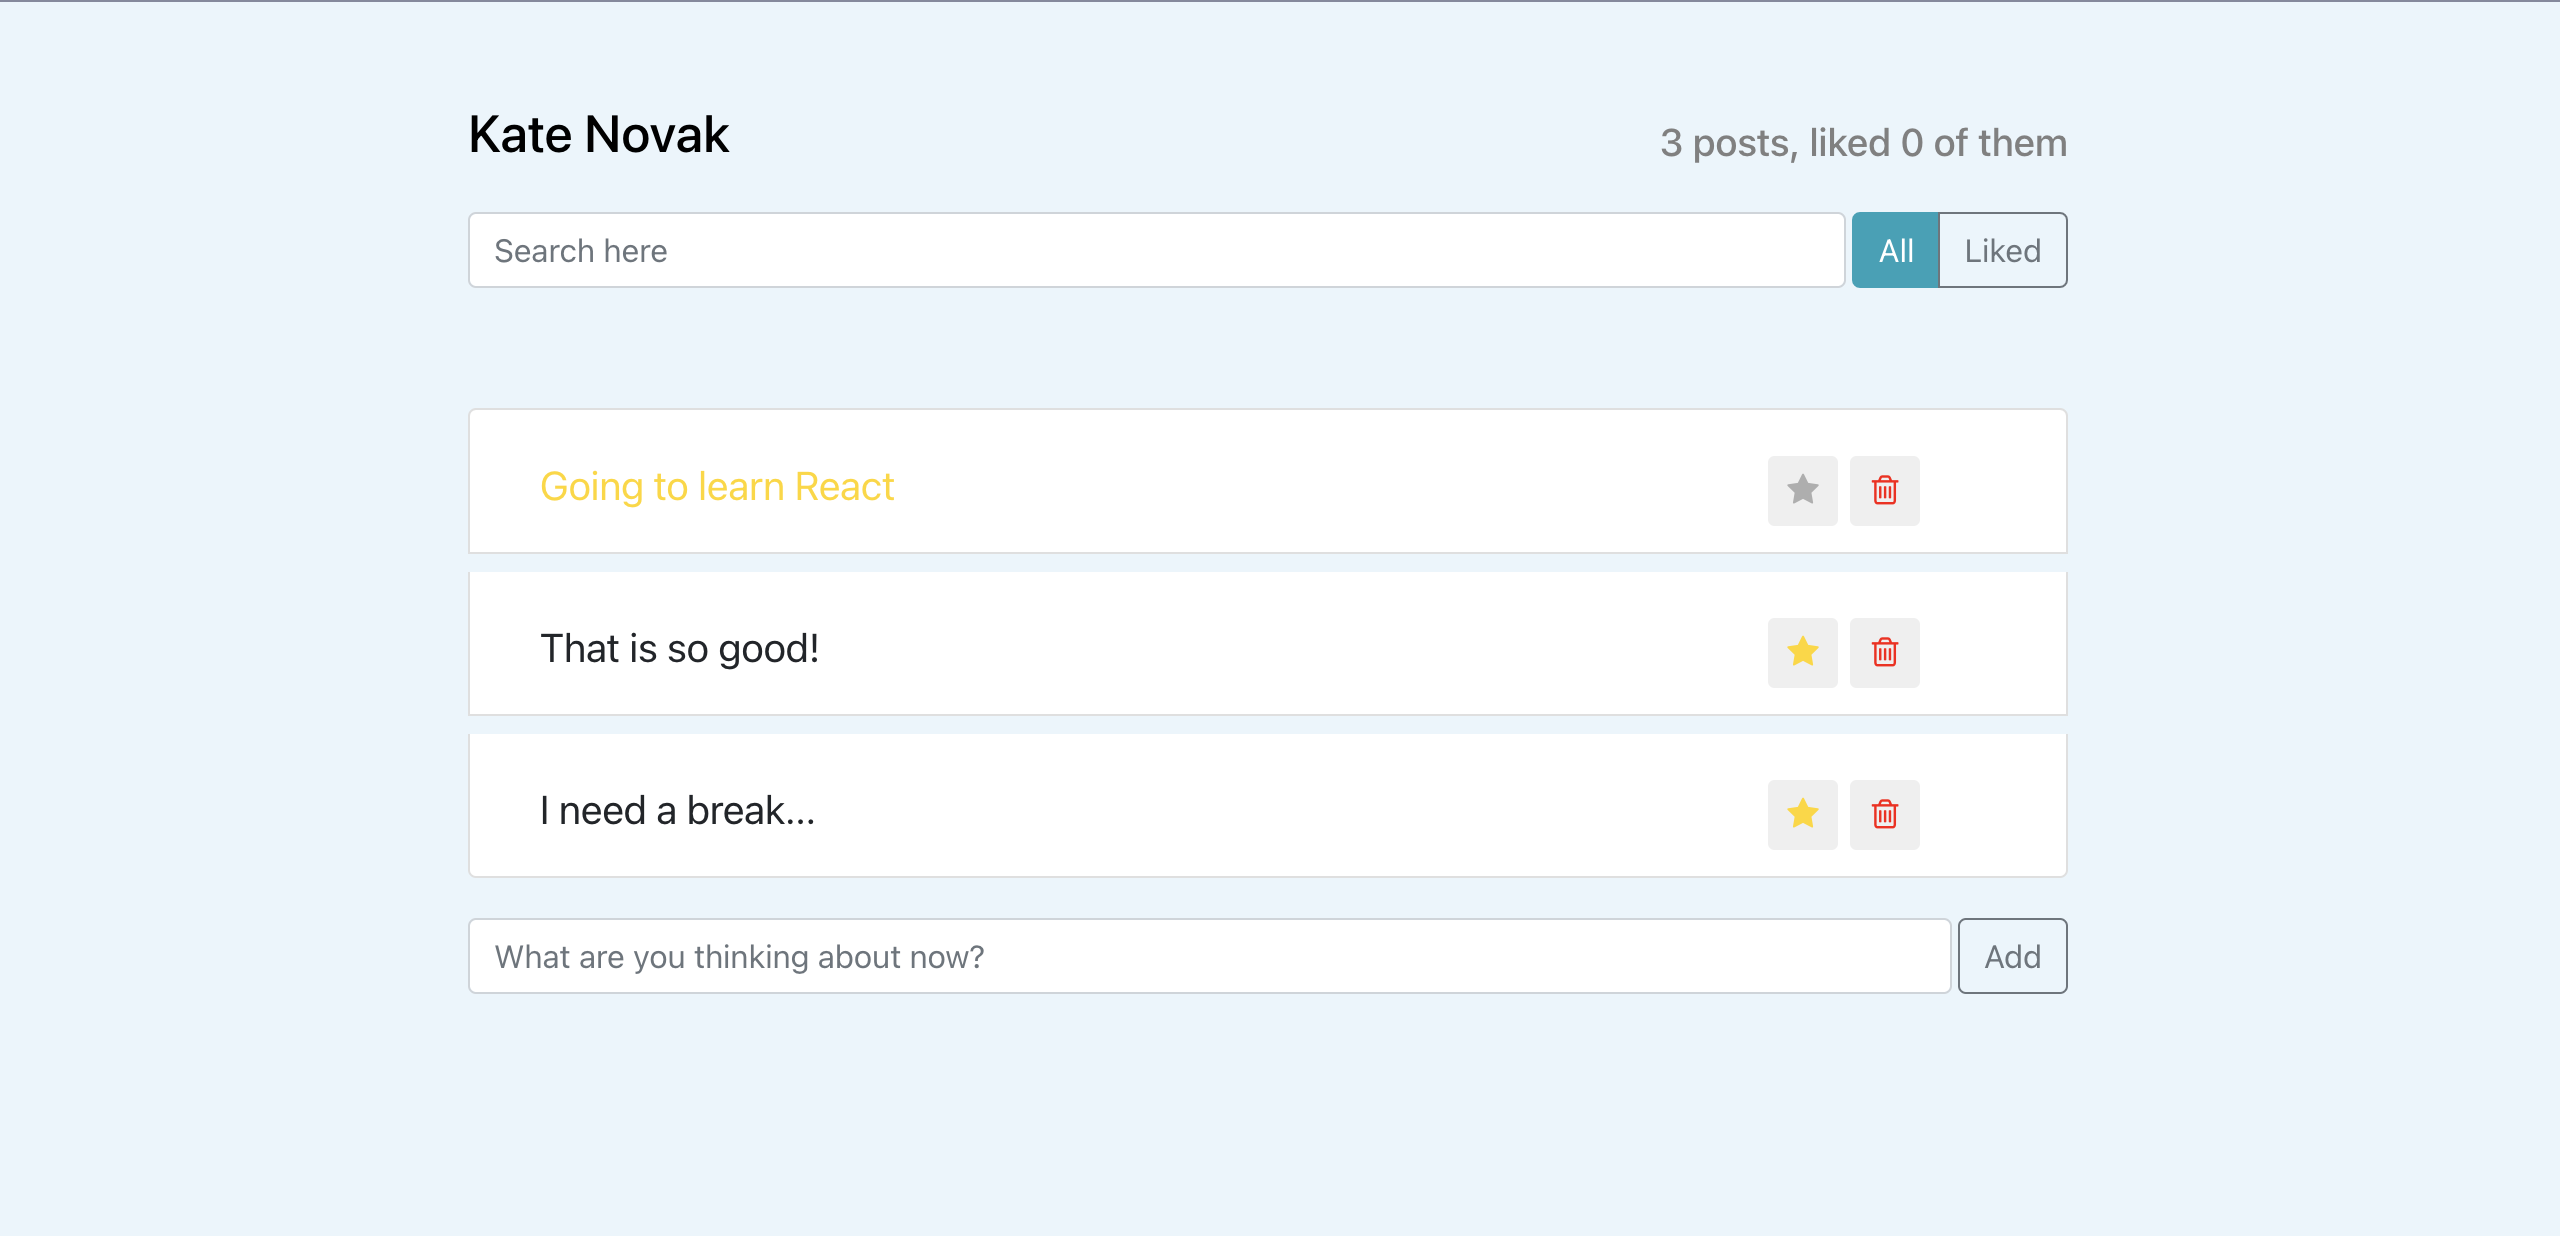 Kate Novak
3 posts, liked 0 of them
Search here
All
Liked
Going to learn React
That is so good!
I need a break...
What are you thinking about now?
Add